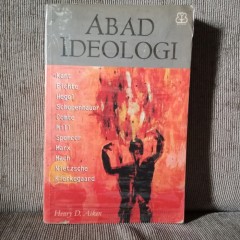 ABAD
IDEOLOGI
Kant
Fichte
Hegel
Schopenhauer
Comte
Mill
Spencer
Marx
Mach
Nietzsche
Kierkegaard
Henry D. Aiken